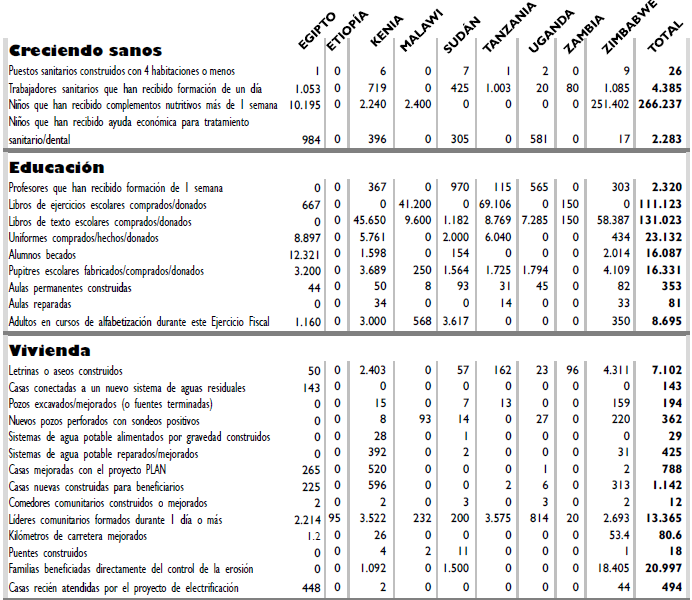 EGIPTO ETIOPÍA KENIA MALAWI SUDÁN TANZANIA UGANDA ZAMBIA ZIMBABWE TOTAL
Creciendo sanos
Puestos sanitarios construidos con 4 habitaciones o menos 1 0 6 0 7 1 2 0 9 26
Trabajadores sanitarios que han recibido formación de un día 1.053 0 719 0 425 1.003 20 80 1.085 4.385
Niños que han recibido complementos nutritivos más de 1 semana 10.195 0 2.240 2.400 0 0 0 0 251.402 266.237
Niños que han recibido ayuda económica para tratamiento
sanitario/dental 984 0 396 0 305 0 581 0 17 2.283
Educación
Profesores que han recibido formación de 1 semana 0 0 367 0 970 115 565 0 303 2.320
Libros de ejercicios escolares comprados/donados 667 0 0 41.200 0 69.106 0 150 0 111.123
Libros de texto escolares comprados/donados 0 0 45.650 9.600 1.182 8.769 7.285 150 58.387 131.023
Uniformes comprados/hechos/donados 8.897 0 5.761 0 2.000 6.040 0 0 434 23.132
Alumnos becados 12.321 0 1.598 0 154 0 0 0 2.014 16.087
Pupitres escolares fabricados/comprados/donados 3.200 0 3.689 250 1.564 1.725 1.794 0 4.109 16.331
Aulas permanentes construidas 44 0 50 8 93 31 45 0 82 353
Aulas reparadas 0 0 34 0 0 14 0 0 33 81
Adultos en cursos de alfabetización durante este Ejercicio Fiscal 1.160 0 3.000 568 3.617 0 0 0 350 8.695
Vivienda
Letrinas o aseos construidos 50 0 2.403 0 57 162 23 96 4.311 7.102
Casas conectadas a un nuevo sistema de aguas residuales 143 0 0 0 0 0 0 0 0 143
Pozos excavados/mejorados (o fuentes terminadas) 0 0 15 0 7 13 0 0 159 194
Nuevos pozos perforados con sondeos positivos 0 0 8 93 14 0 27 0 220 362
Sistemas de agua potable alimentados por gravedad construidos 0 0 28 0 1 0 0 0 0 29
Sistemas de agua potable reparados/mejorados 0 0 392 0 2 0 0 0 31 425
Casas mejoradas con el proyecto PLAN 265 0 520 0 0 0 1 0 2 788
Casas nuevas construidas para beneficiarios 225 0 596 0 0 2 6 0 313 1.142
Comedores comunitarios construidos o mejorados 2 0 2 0 3 0 3 0 2 12
Líderes comunitarios formados durante 1 día o más 2.214 95 3.522 232 200 3.575 814 20 2.693 13.365
Kilómetros de carretera mejorados 1.2 0 26 0 0 0 0 0 53.4 80.6
Puentes construidos 0 0 4 2 11 0 0 0 1 18
Familias beneficiadas directamente del control de la erosión 0 0 1.092 0 1.500 0 0 0 18.405 20.997
Casas recién atendidas por el proyecto de electrificación 448 0 2 0 0 0 0 0 44 494